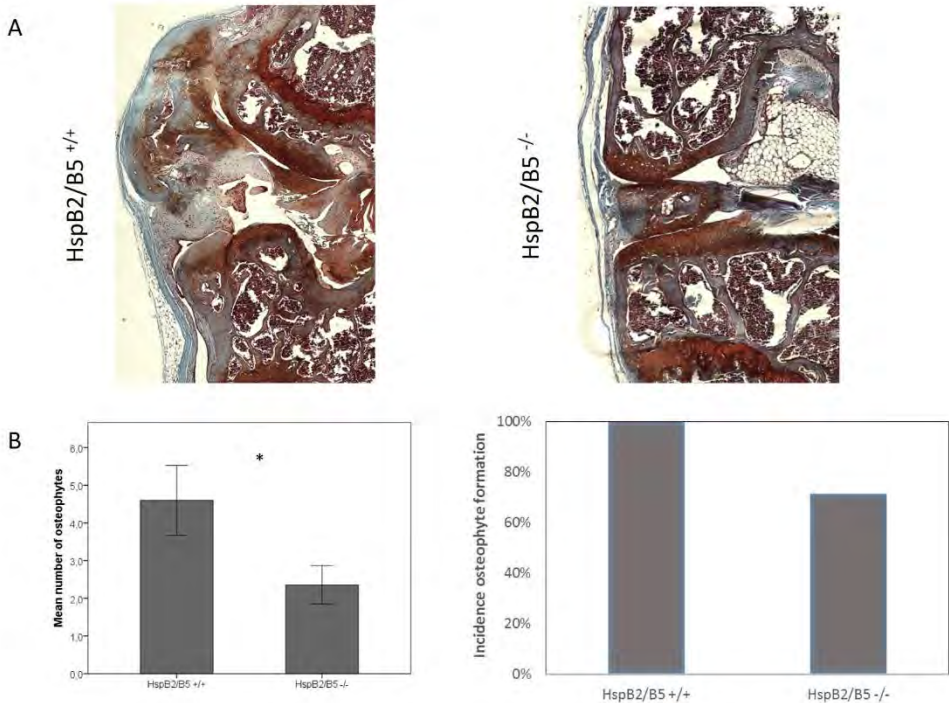 A
HspB2/B5 +/+
HspB2/B5 -/-
B
Mean number of osteophytes
6,0
5,0
4,0
3,0
2,0
1,0
0,0
*
HspB2/B5 +/+
HspB2/B5 -/-
Incidence osteophyte formation
100%
80%
60%
40%
20%
0%
HspB2/B5 +/+
HspB2/B5 -/-